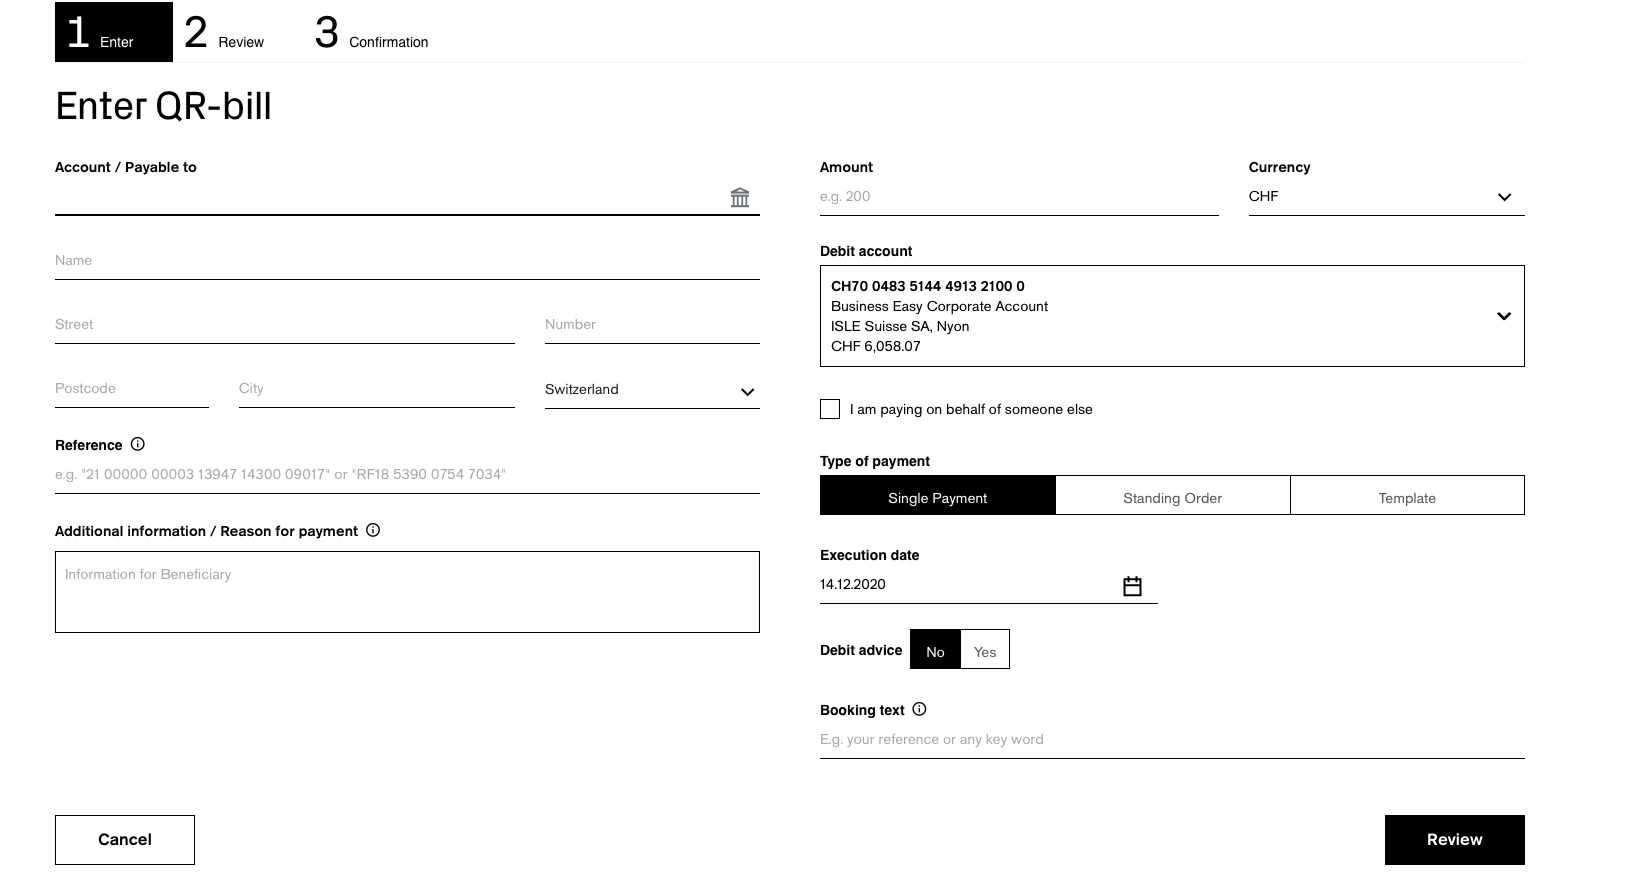 1 Enter 2 Review 3 Confirmation
Enter QR-bill
Account / Payable to
Name
Street Number
Postcode City Switzerland
Reference
e.g. "21 00000 00003 13947 14300 09017" or "RF18 5390 0754 7034"
Additional information / Reason for payment
Information for Beneficiary
Amount Currency
e.g. 200 CHF
Debit account
CH70 0483 5144 4913 2100 0
Business Easy Corporate Account
ISLE Suisse SA, Nyon
CHF 6,058.07
I am paying on behalf of someone else
Type of payment
Single Payment Standing Order Template
Execution date
14.12.2020
Debit advice No Yes
Booking text
E.g. your reference or any key word
Cancel Review